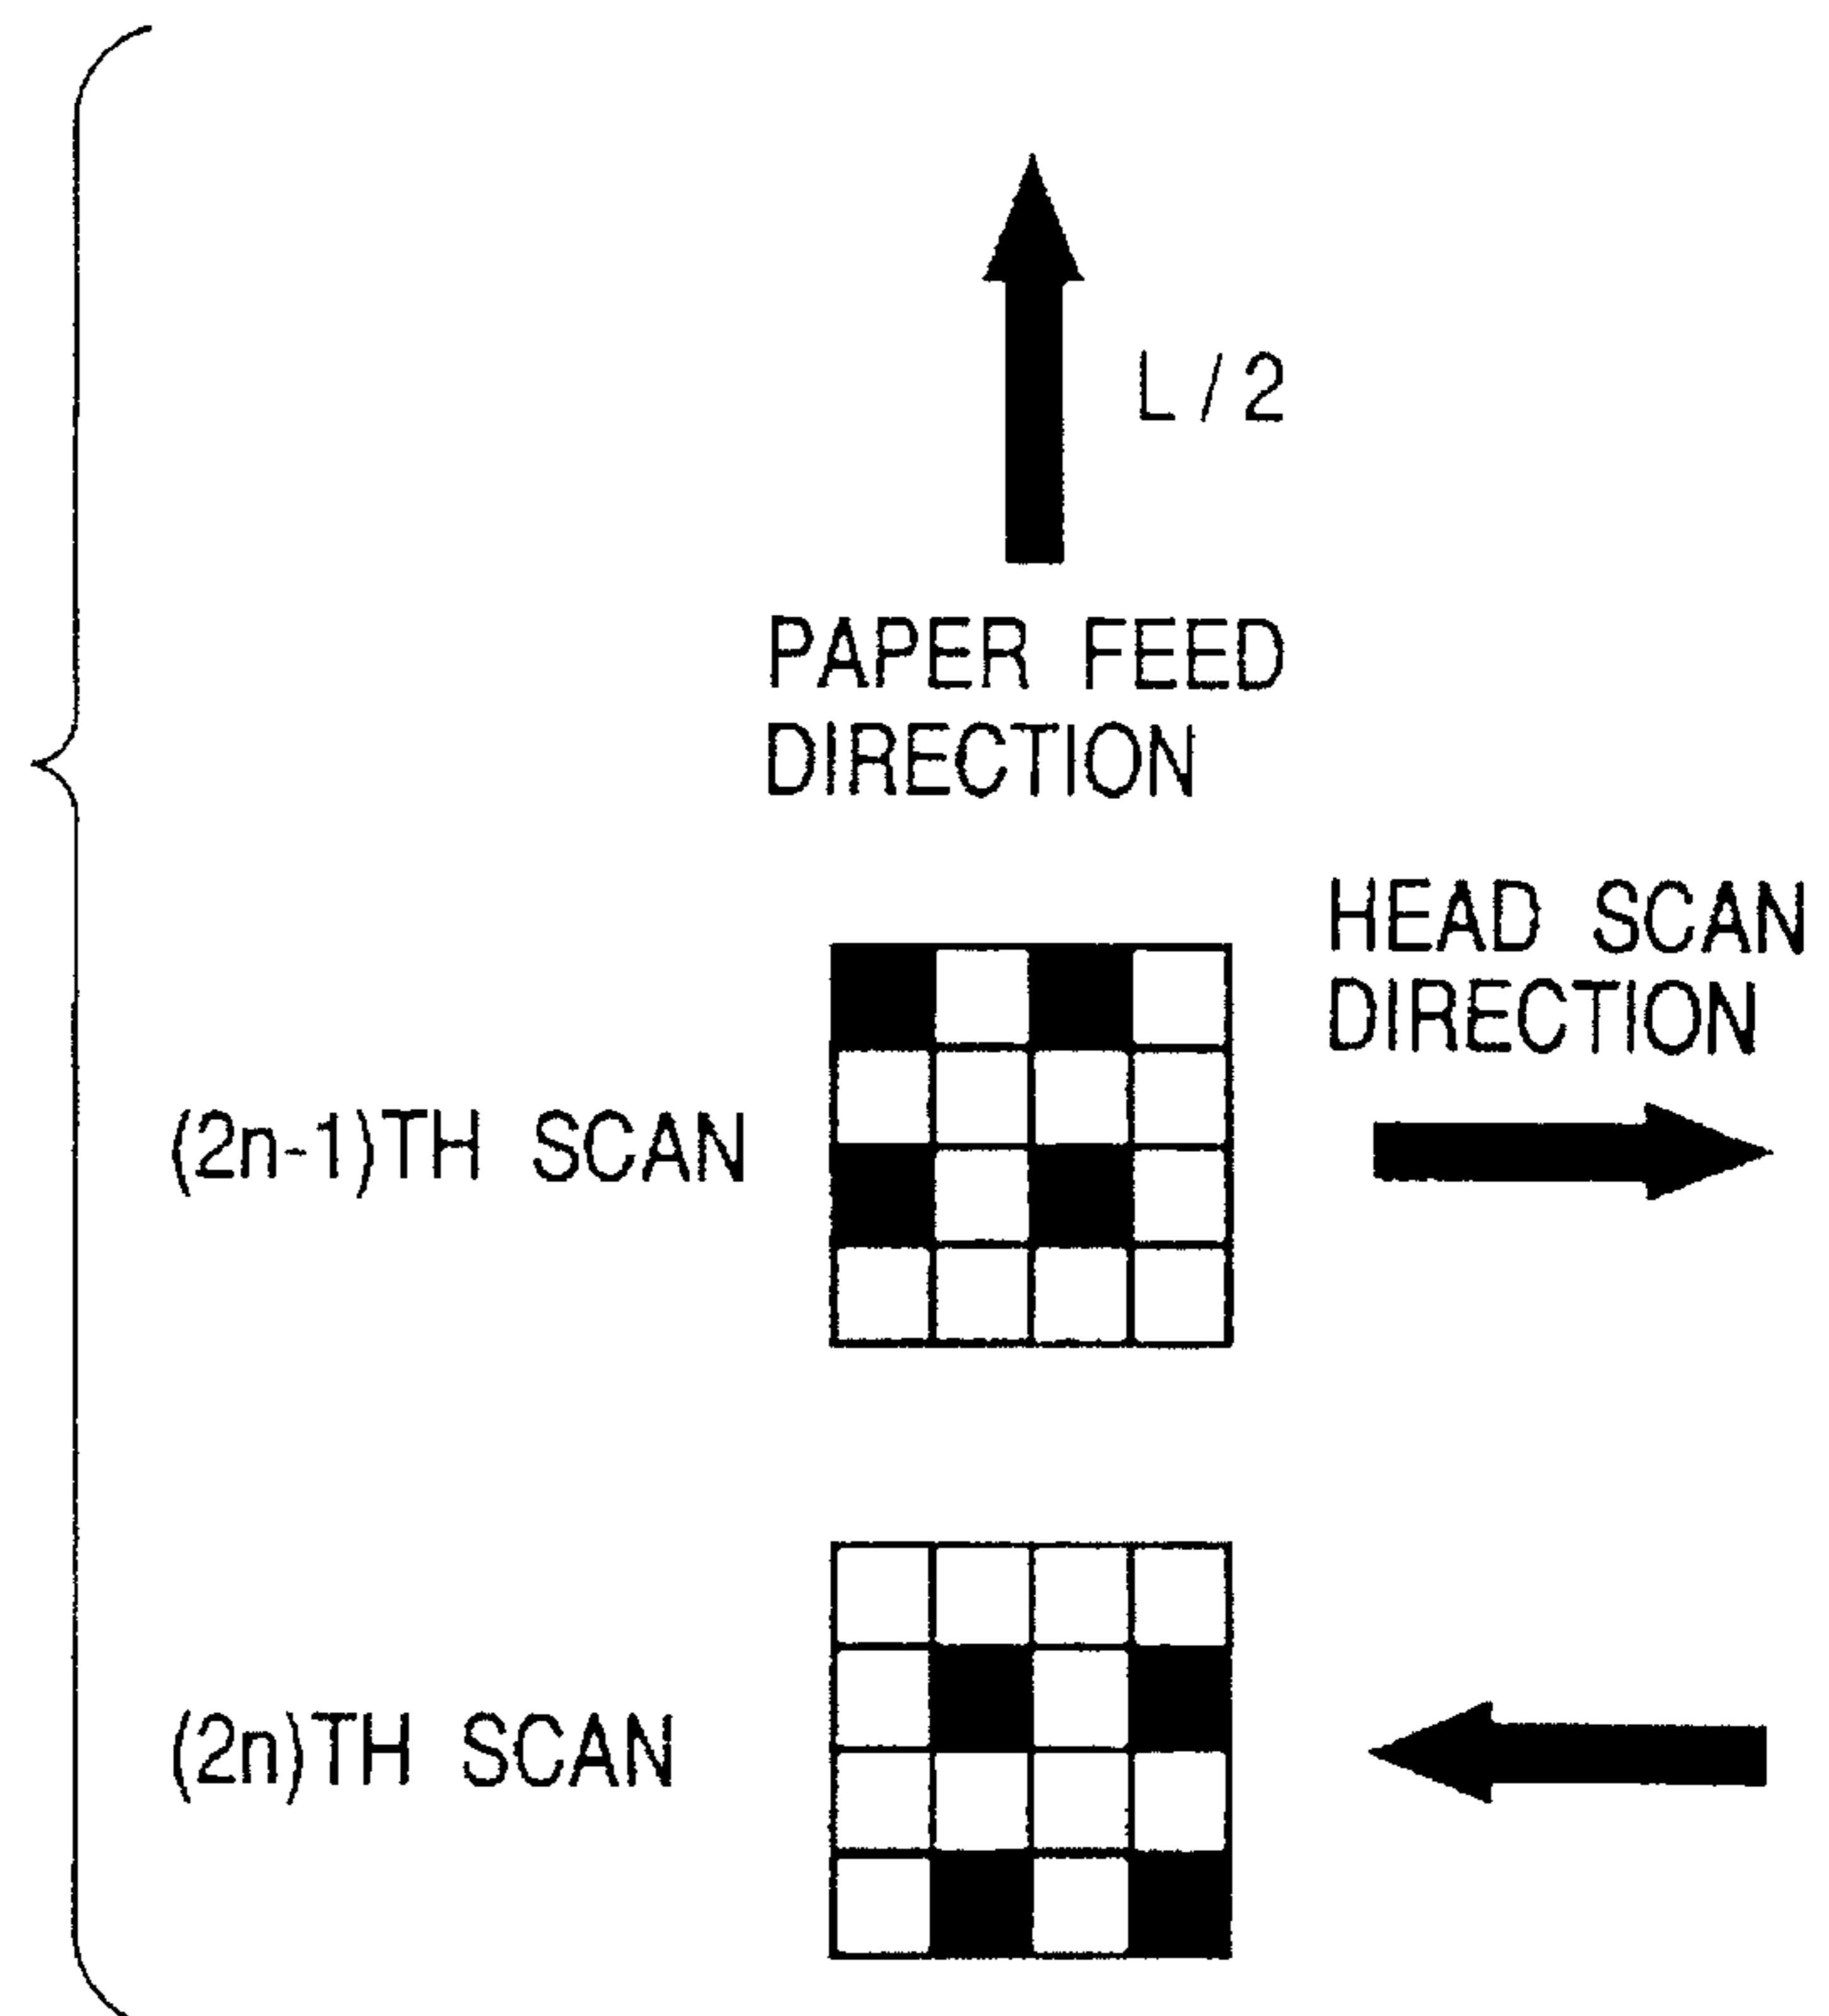 L/2
PAPER FEED
DIRECTION
HEAD SCAN
DIRECTION
(2n-1)TH SCAN
(2n)TH SCAN